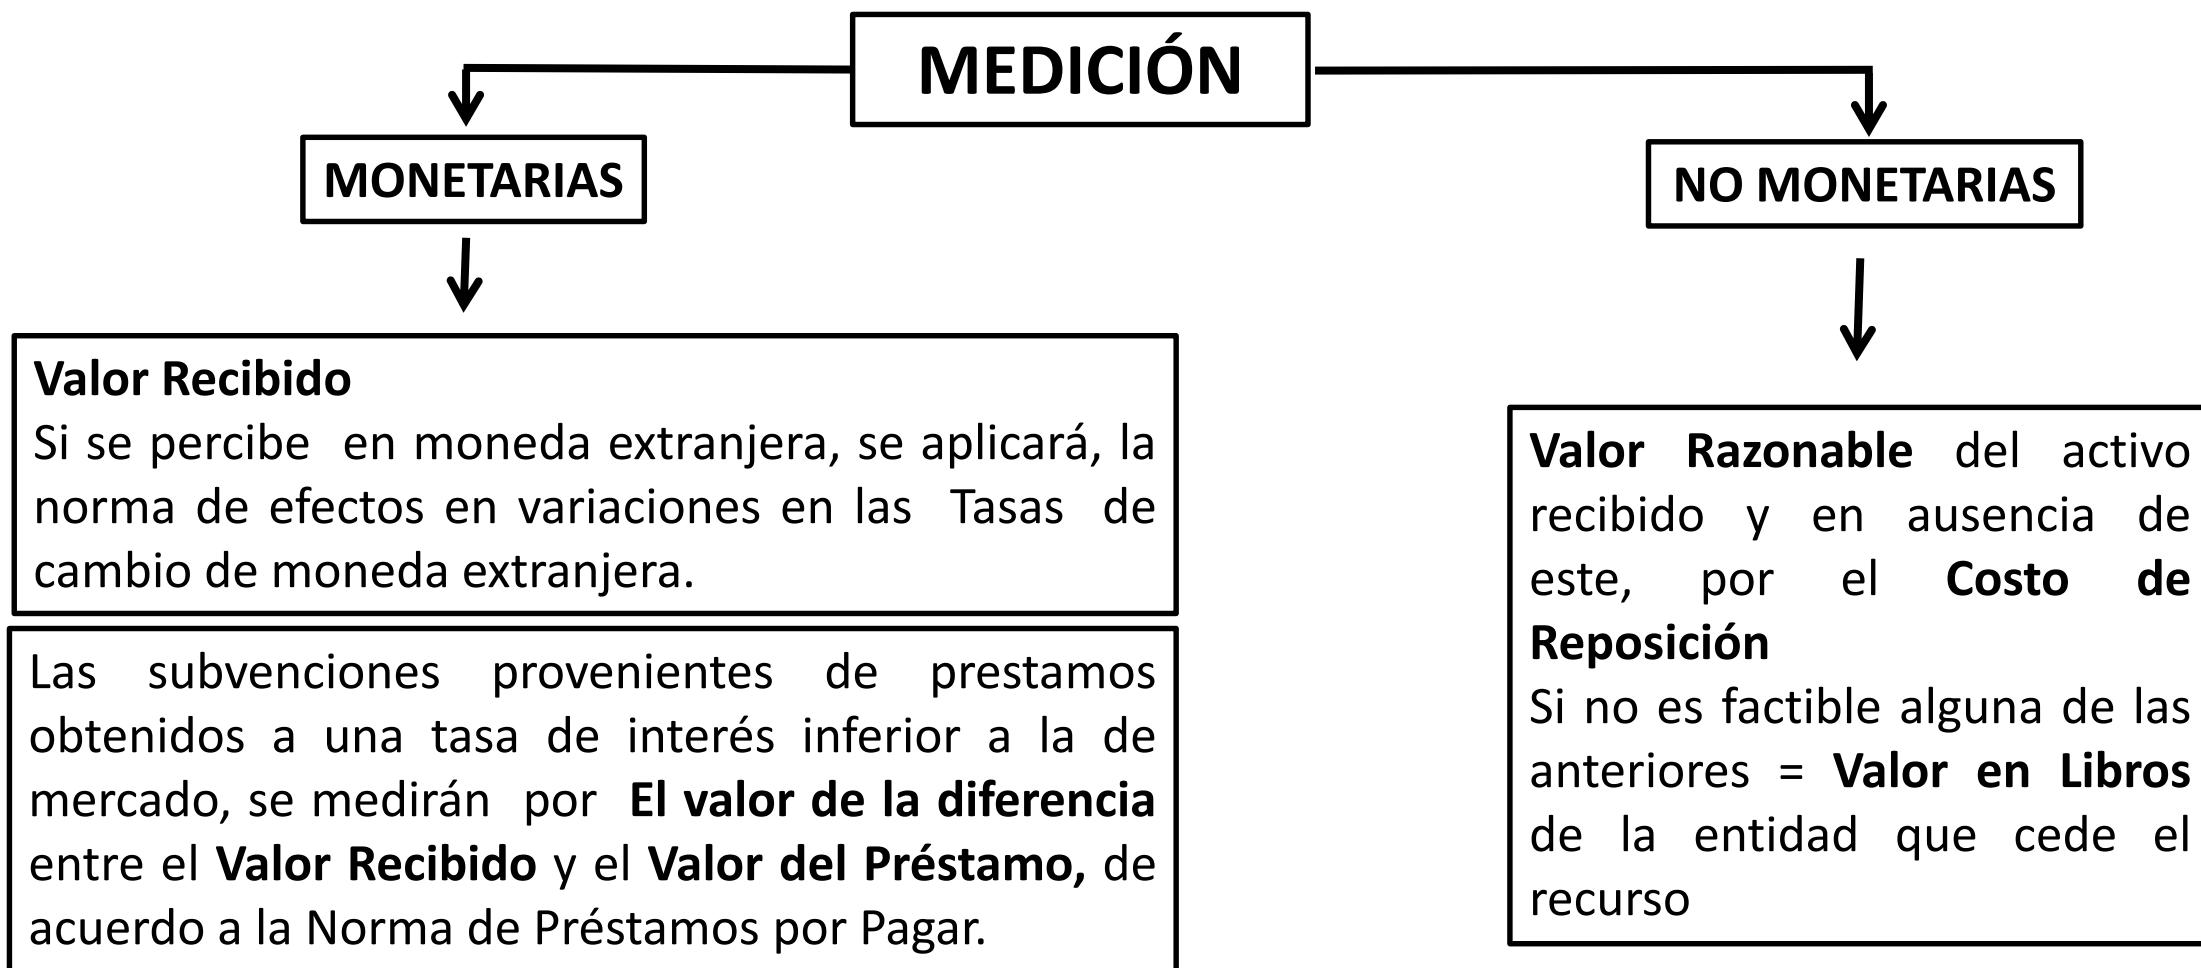 MEDICIÓN
MONETARIAS
NO MONETARIAS
Valor Recibido
Si se percibe en moneda extranjera, se aplicará, la
norma de efectos en variaciones en las Tasas de
cambio de moneda extranjera.
Las subvenciones provenientes de prestamos
obtenidos a una tasa de interés inferior a la de
mercado, se medirán por El valor de la diferencia
entre el Valor Recibido y el Valor del Préstamo, de
acuerdo a la Norma de Préstamos por Pagar.
Valor Razonable del activo
recibido y en ausencia de
este, por el Costo de
Reposición
Si no es factible alguna de las
anteriores = Valor en Libros
de la entidad que cede el
recurso